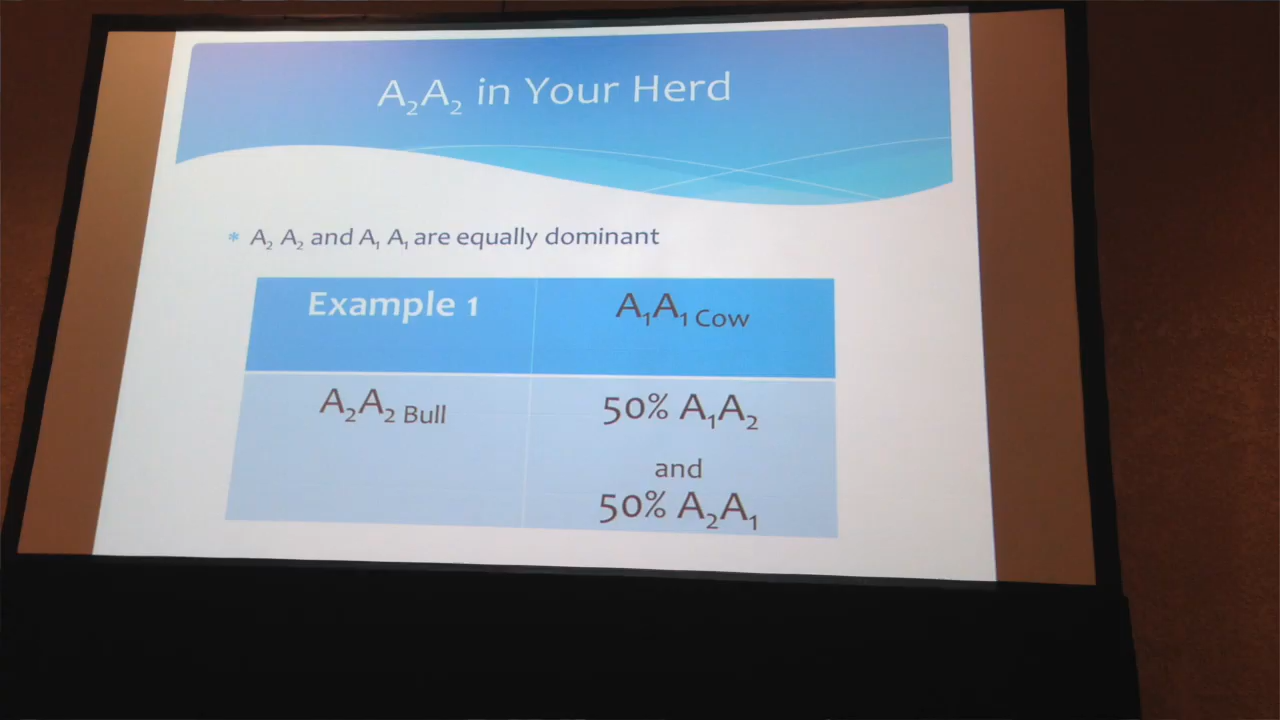 A₂A₂ in Your Herd
* A₂ A₂ and A₁ A₁ are equally dominant
Example 1
A₁A₁ Cow
A₂A₂ Bull
50% A₁A₂
and
50% A₂A₁